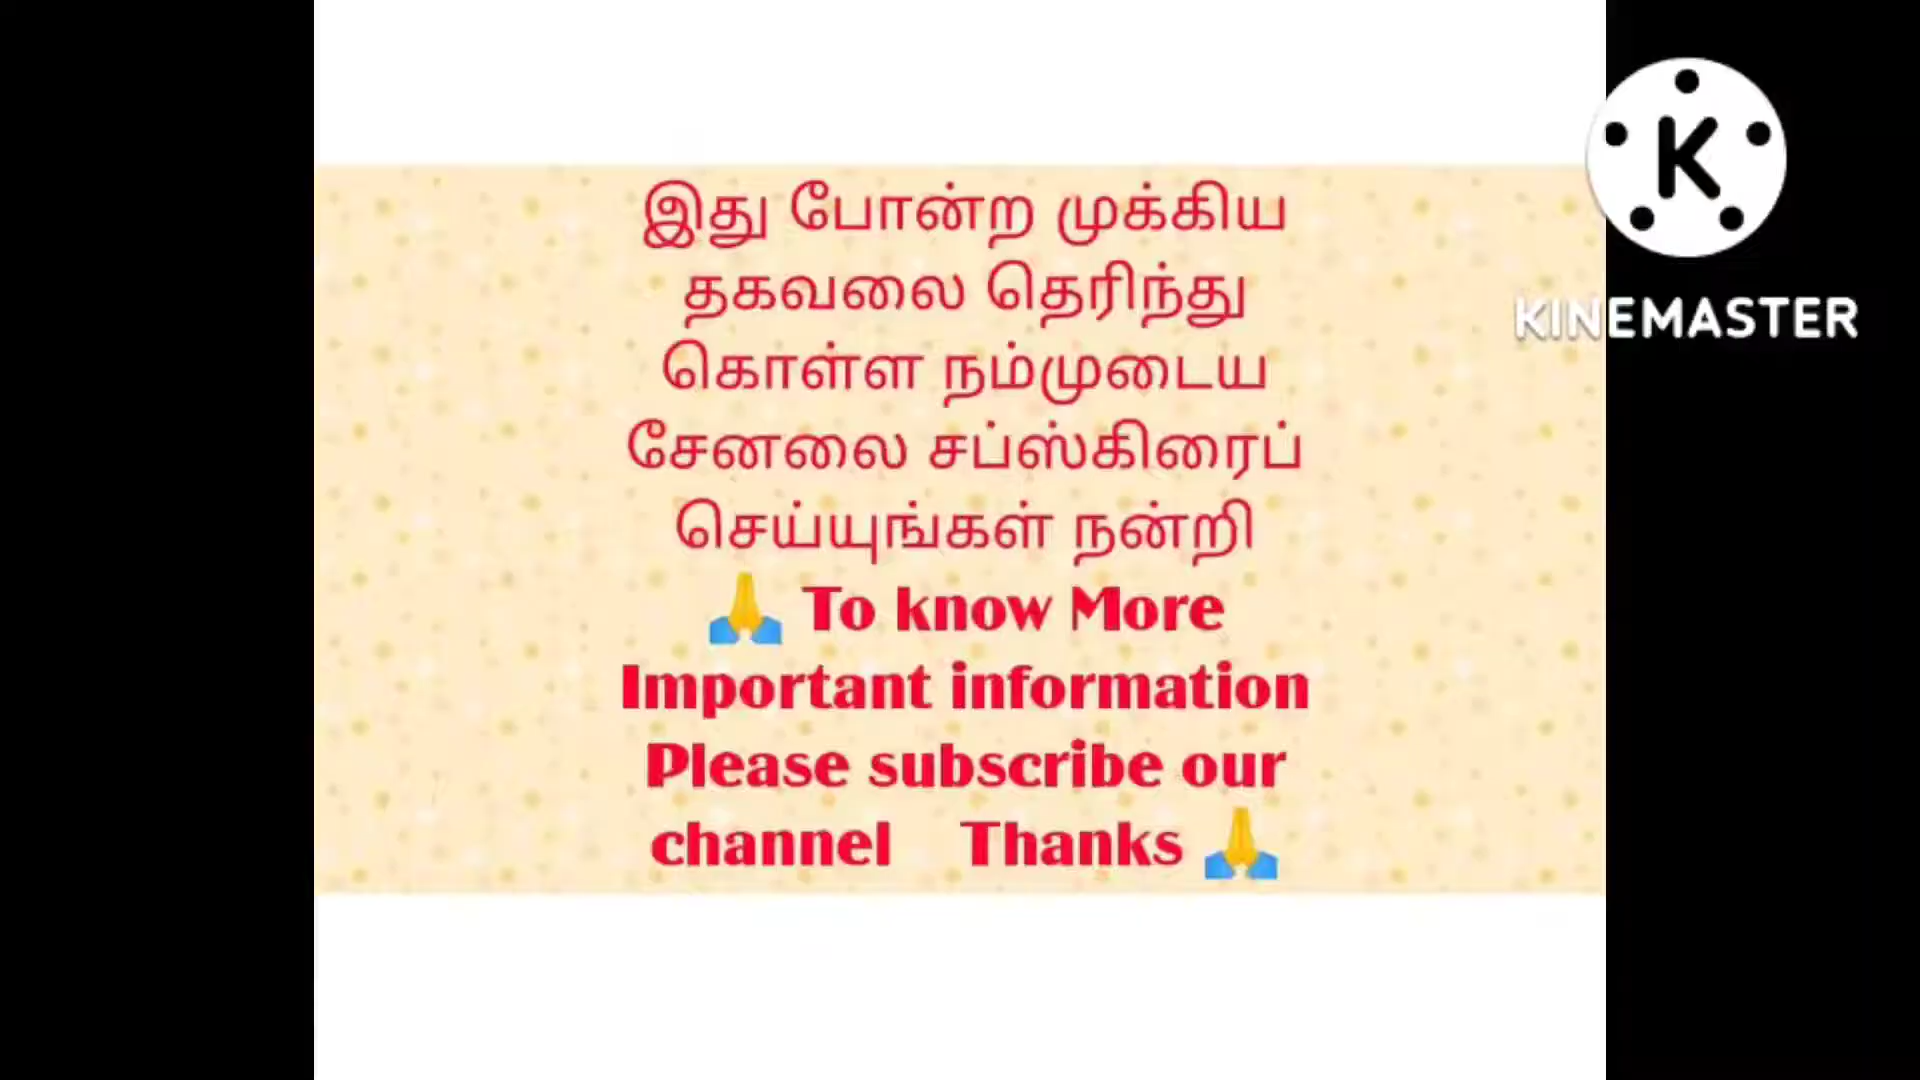 இது போன்ற முக்கிய
தகவலை தெரிந்து
கொள்ள நம்முடைய
சேனலை சப்ஸ்கிரைப்
செய்யுங்கள் நன்றி
🙏 To know More
Important information
Please subscribe our
channel Thanks 🙏
K
KINEMASTER